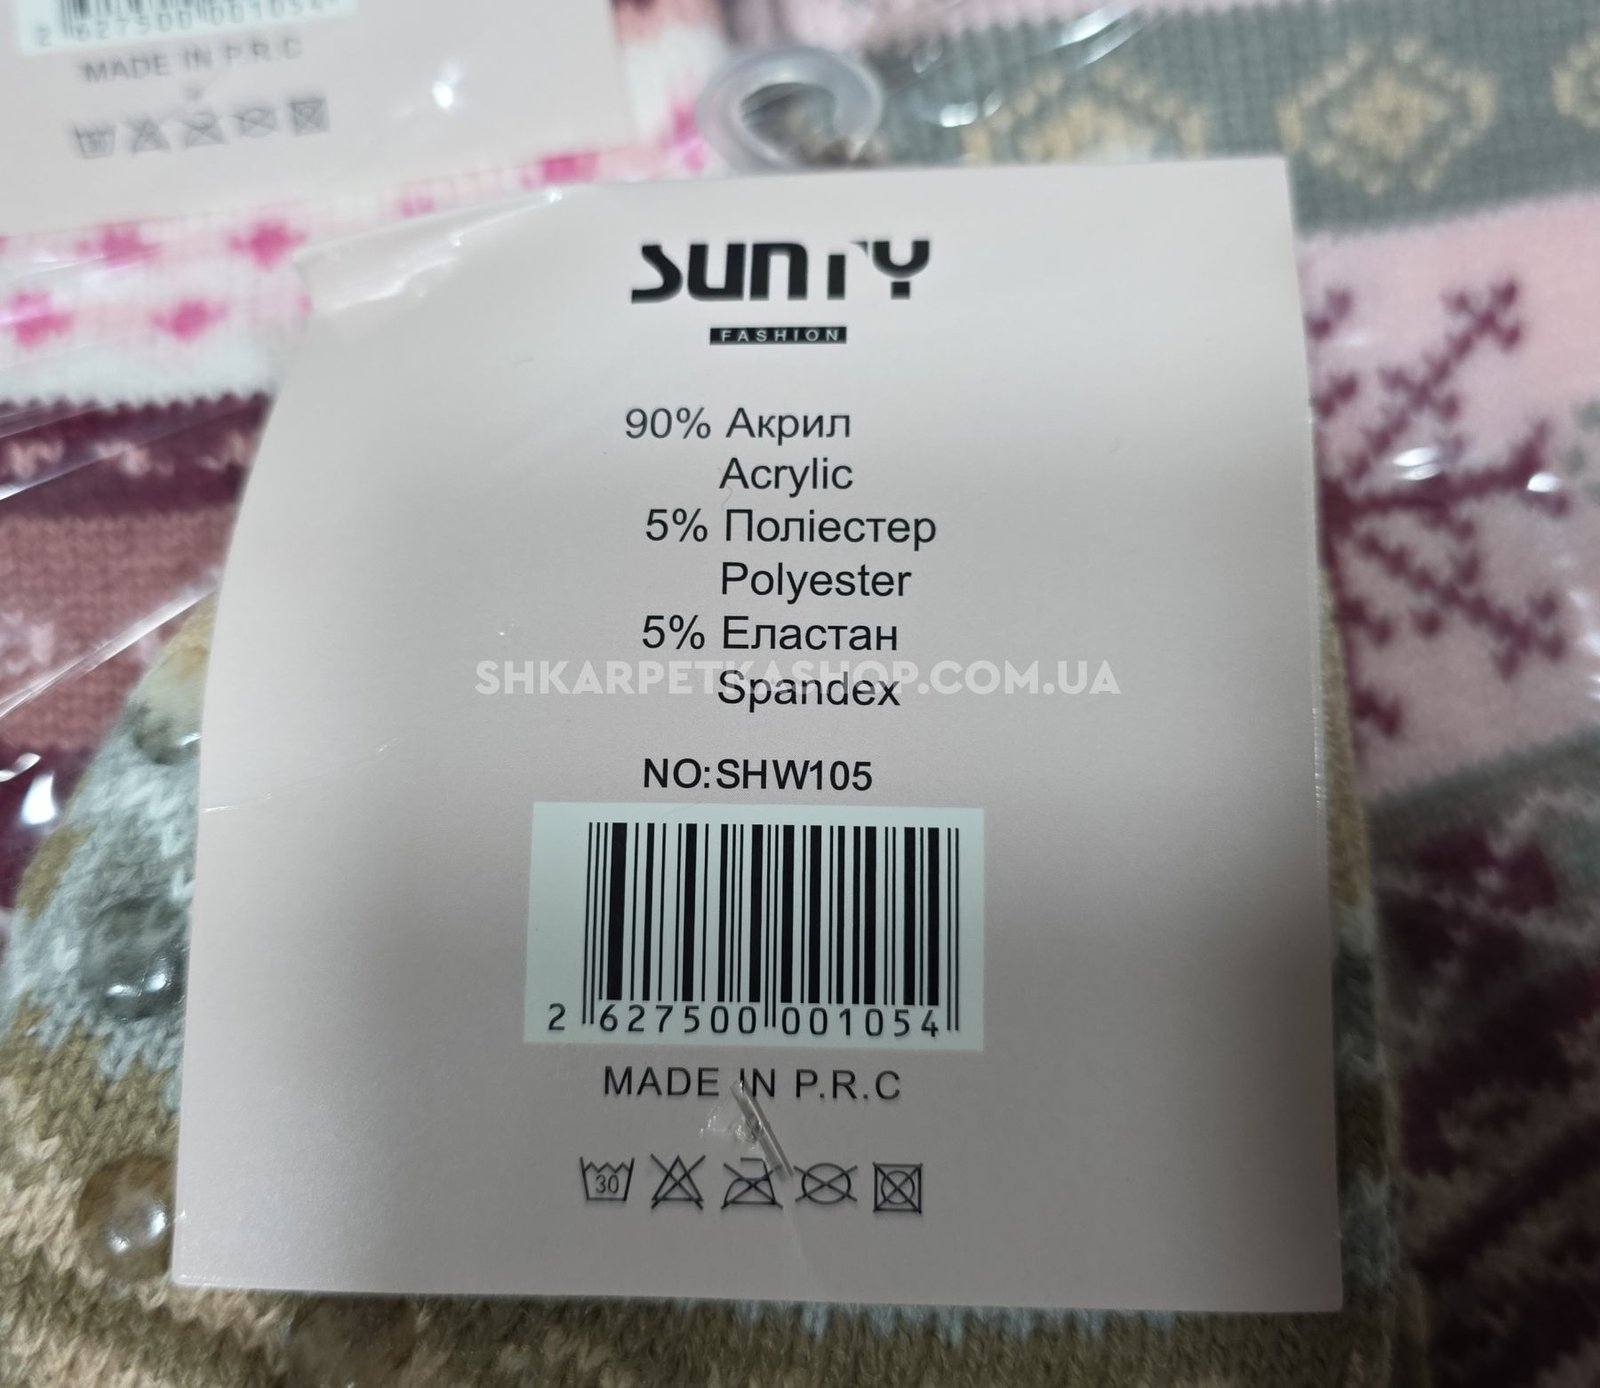 MADE IN P.R.C
SUNTY
FASHION
90% Акрил
Acrylic
5% Поліестер
Polyester
5% Еластан
SHKARPETKASHOP.COM.UA
Spandex
NO:SHW105
2 627500 001054
MADE IN P.R.C
30